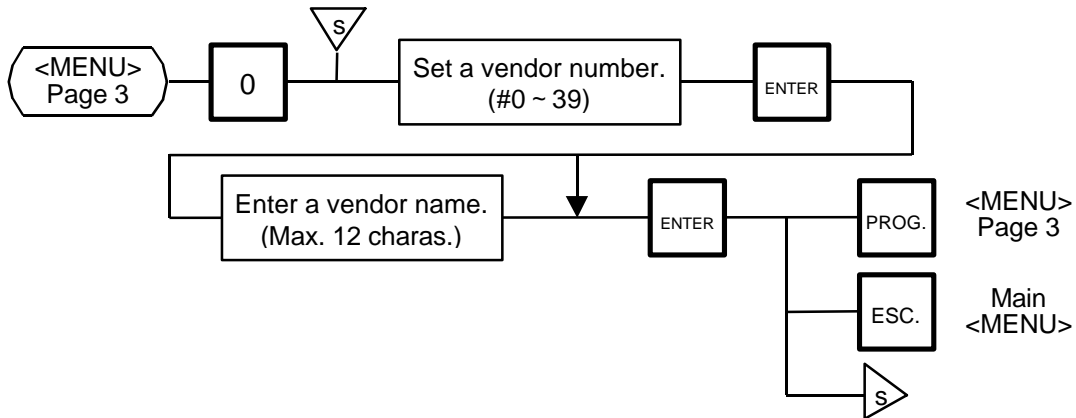 s
<MENU>
Page 3
0
Set a vendor number.
(#0 ~ 39)
ENTER
Enter a vendor name.
(Max. 12 charas.)
ENTER
PROG.
<MENU>
Page 3
ESC.
Main
<MENU>
s